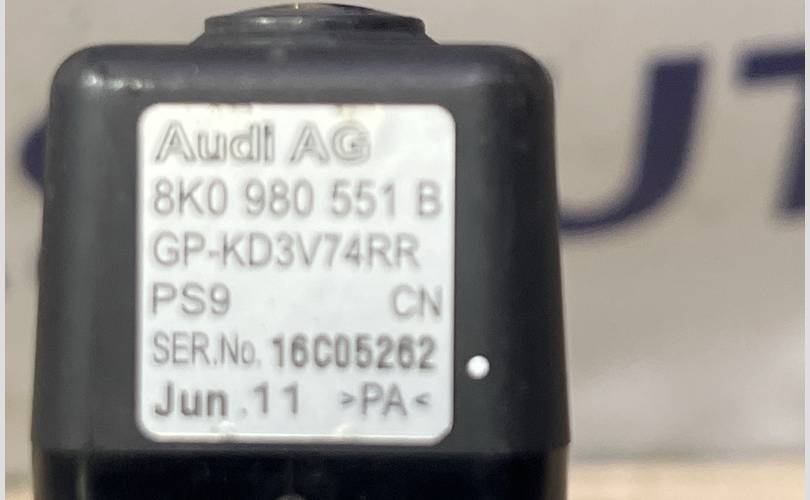 Audi AG
8K0 980 551 B
GP-KD3V74RR
PS9 CN
SER.No. 16C05262
Jun.11 >PA<